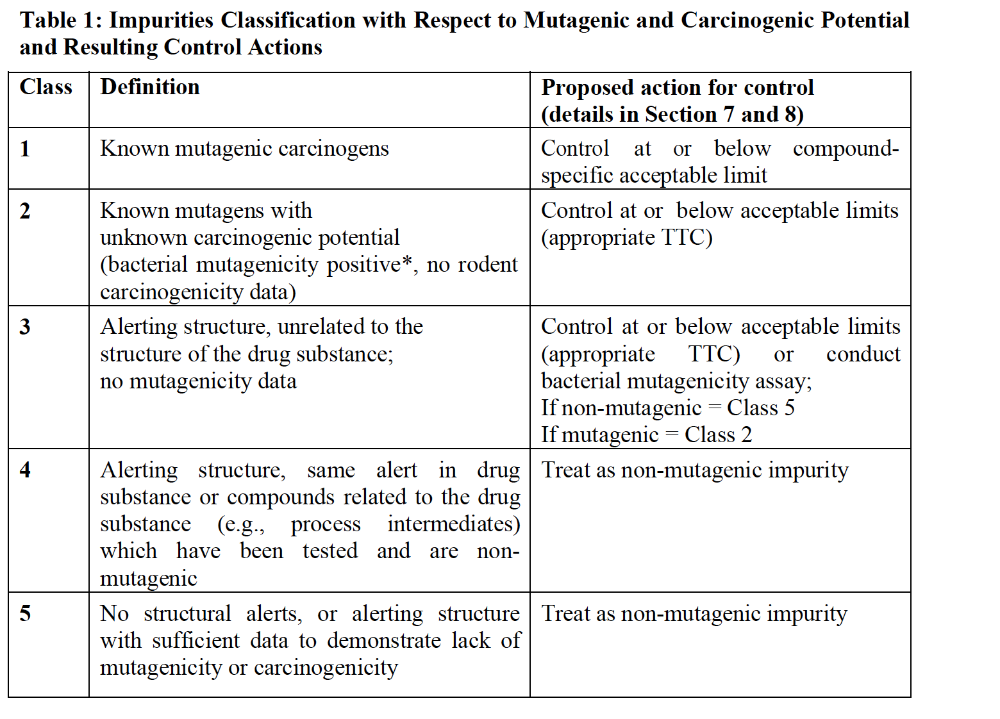 Table 1: Impurities Classification with Respect to Mutagenic and Carcinogenic Potential
and Resulting Control Actions
Class Definition Proposed action for control
(details in Section 7 and 8)
1 Known mutagenic carcinogens Control at or below compound-
specific acceptable limit
2 Known mutagens with Control at or below acceptable limits
unknown carcinogenic potential (appropriate TTC)
(bacterial mutagenicity positive*, no rodent
carcinogenicity data)
3 Alerting structure, unrelated to the Control at or below acceptable limits
structure of the drug substance; (appropriate TTC) or conduct
no mutagenicity data bacterial mutagenicity assay;
If non-mutagenic = Class 5
If mutagenic = Class 2
4 Alerting structure, same alert in drug Treat as non-mutagenic impurity
substance or compounds related to the drug
substance (e.g., process intermediates)
which have been tested and are non-
mutagenic
5 No structural alerts, or alerting structure Treat as non-mutagenic impurity
with sufficient data to demonstrate lack of
mutagenicity or carcinogenicity